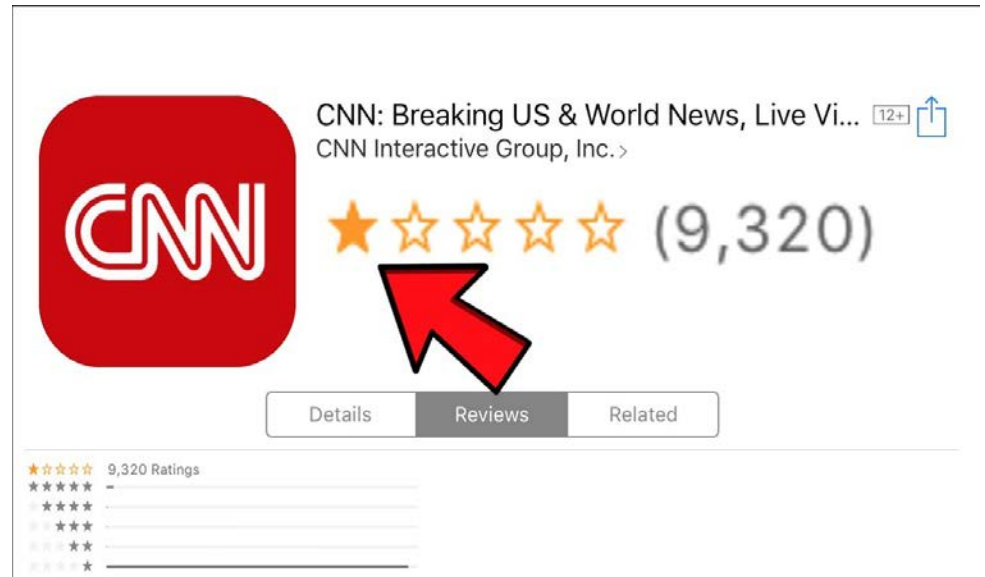 CNN: Breaking US & World News, Live Vi... 12+
CNN Interactive Group, Inc. >
CNN
(9,320)
Details Reviews Related
9,320 Ratings